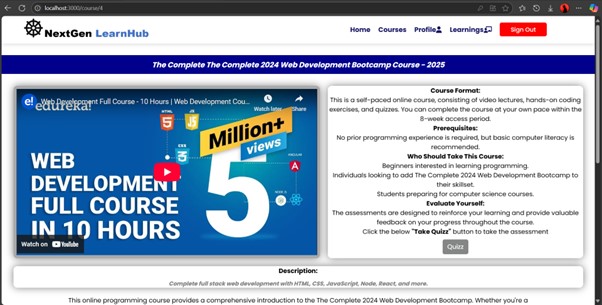 localhost:3000/course/4
NextGen LearnHub
Home Courses Profile Learnings Sign Out
The Complete The Complete 2024 Web Development Bootcamp Course - 2025
e! Web Development Full Course - 10 Hours | Web Development Cou...
edureka!
Watch later
HTML JS
CSS
Million+
views
WEB
DEVELOPMENT
FULL COURSE
IN 10 HOURS
5
Watch on YouTube
Course Format:
This is a self-paced online course, consisting of video lectures, hands-on coding
exercises, and quizzes. You can complete the course at your own pace within the
8-week access period.
Prerequisites:
No prior programming experience is required, but basic computer literacy is
recommended.
Who Should Take This Course:
Beginners interested in learning programming.
Individuals looking to add The Complete 2024 Web Development Bootcamp to
their skillset.
Students preparing for computer science courses.
Evaluate Yourself:
The assessments are designed to reinforce your learning and provide valuable
feedback on your progress throughout the course.
Click the below "Take Quizz" button to take the assessment
Quizz
Description:
Complete full stack web development with HTML, CSS, JavaScript, Node, React, and more.
This online programming course provides a comprehensive introduction to the The Complete 2024 Web Development Bootcamp. Whether you're a